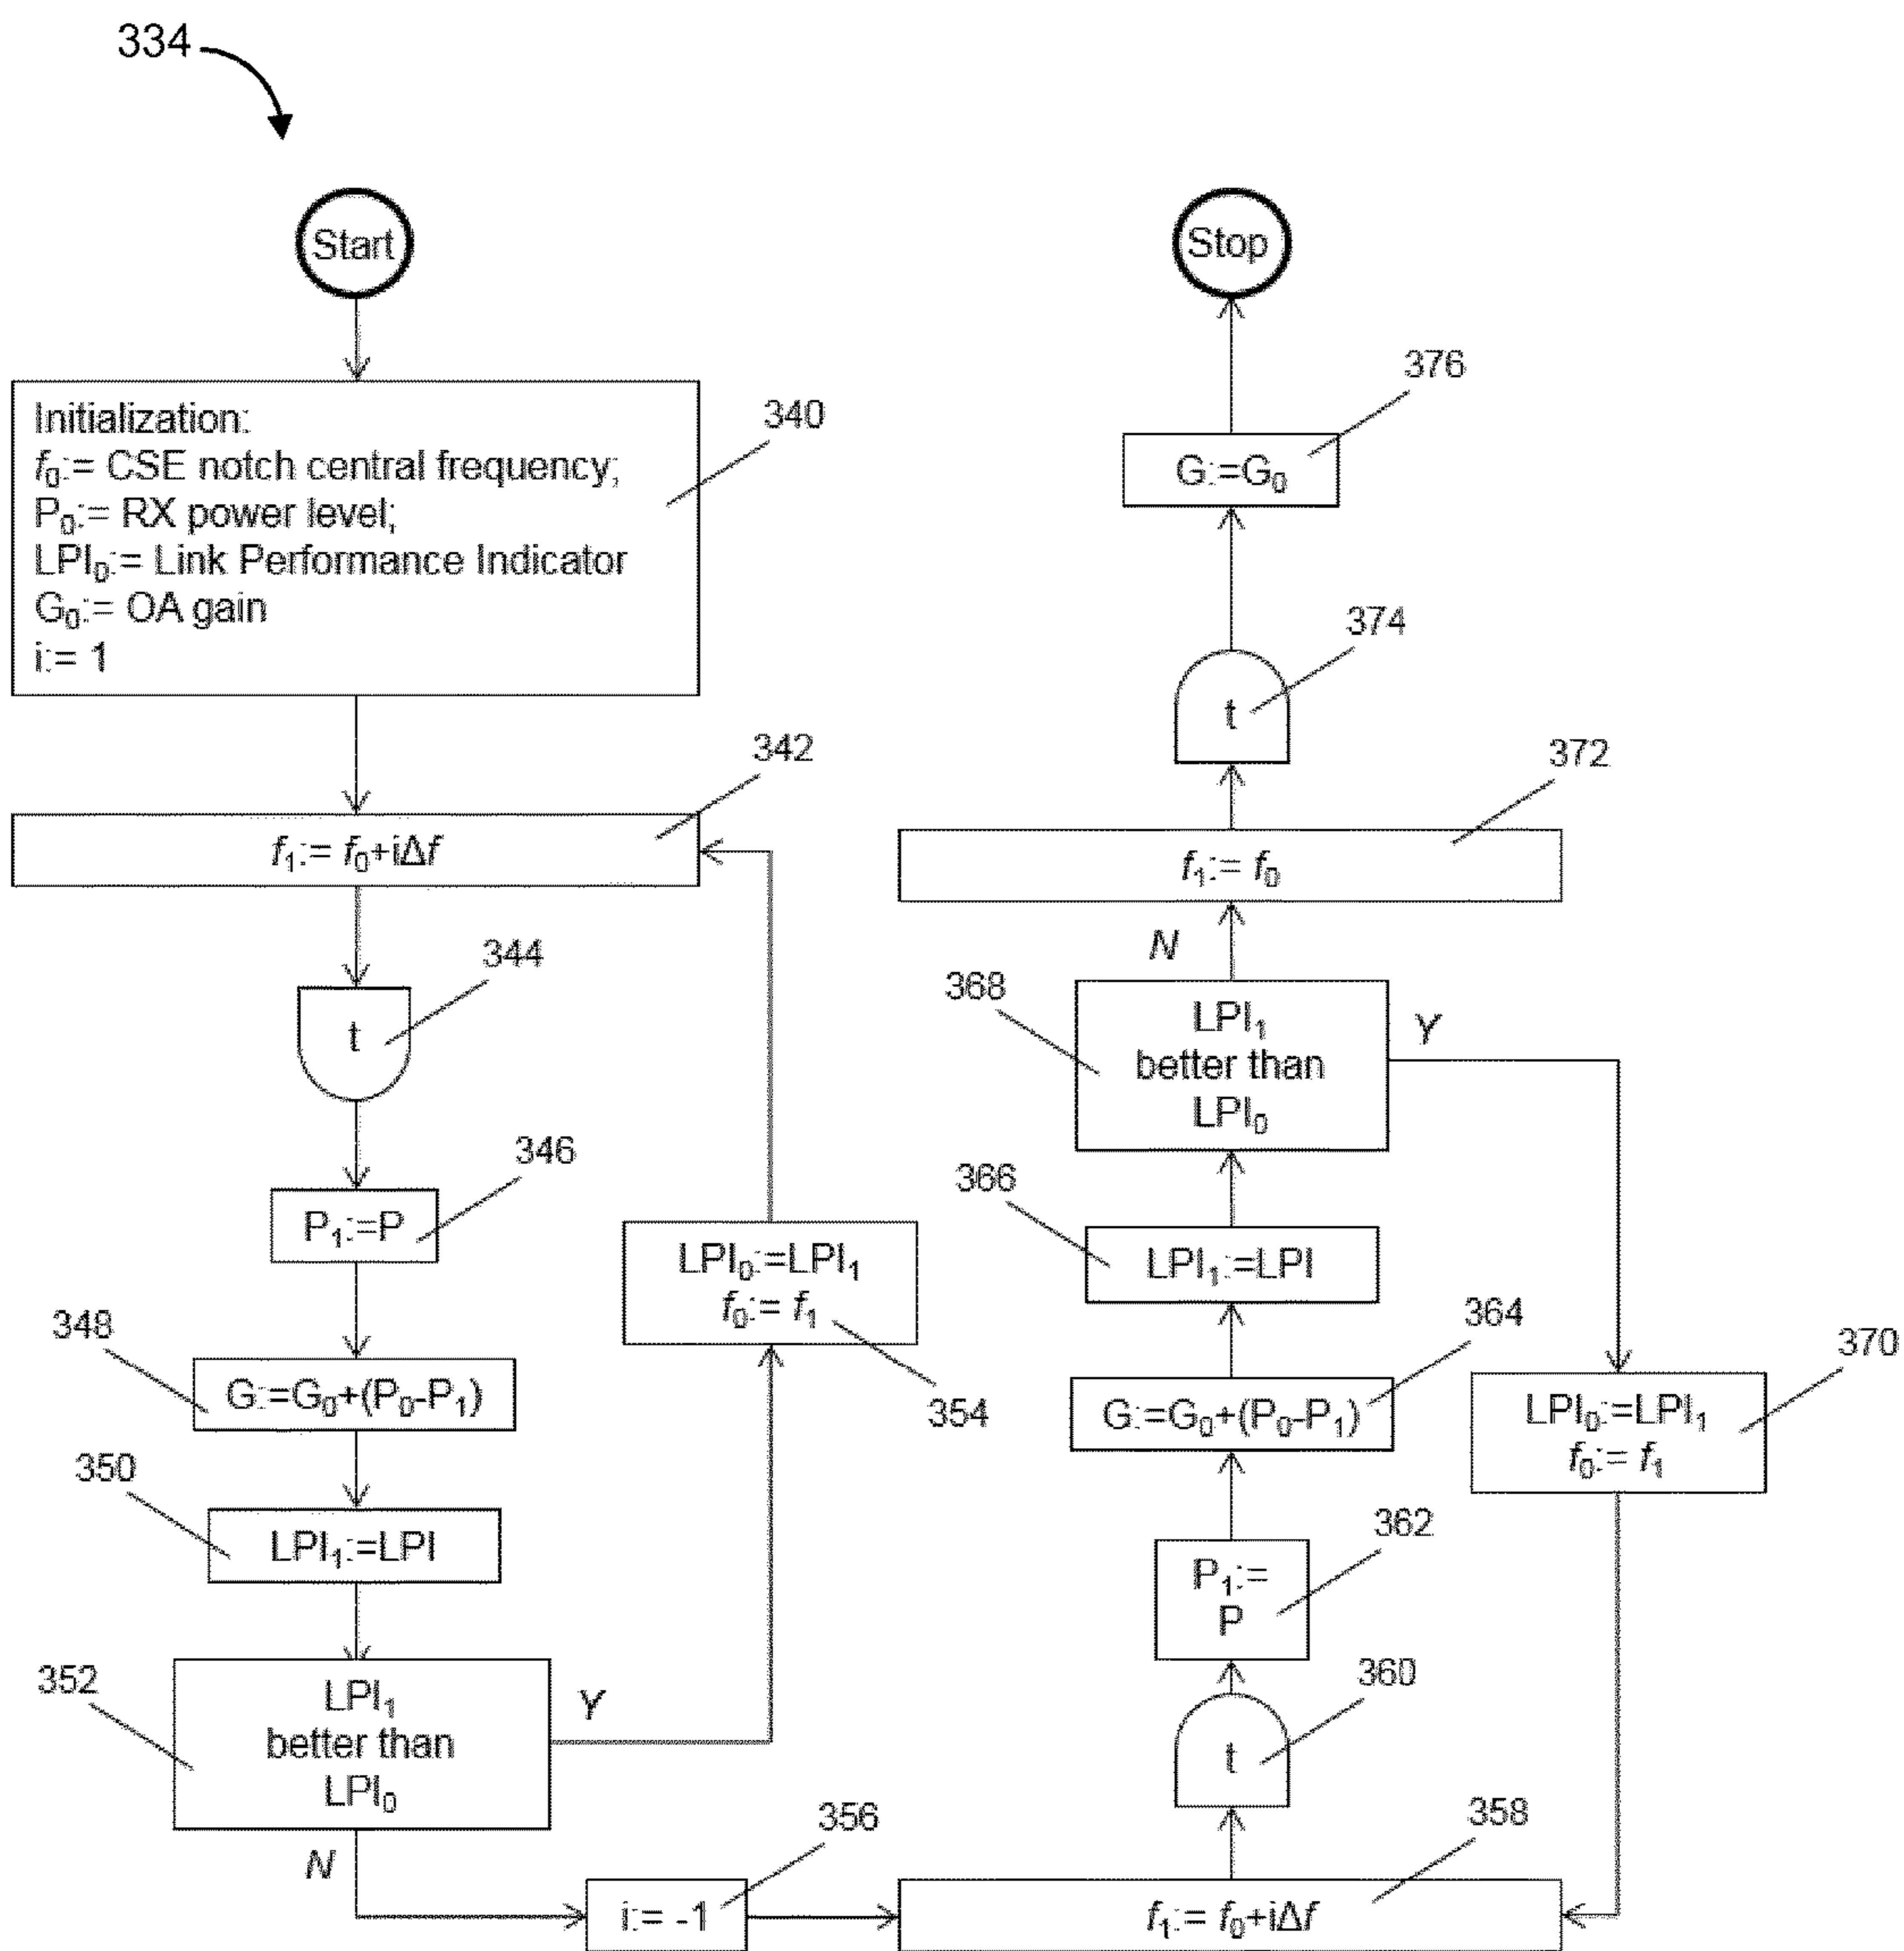 334
Start
Initialization:
f₀:= CSE notch central frequency;
P₀:= RX power level;
LPI₀:= Link Performance Indicator
G₀:= OA gain
i:= 1
340
342
f₁:= f₀+iΔf
344
t
346
P₁:=P
348
G:=G₀+(P₀-P₁)
350
LPI₁:=LPI
352
LPI₁
better than
LPI₀
Y
N
LPI₀:=LPI₁
f₀:= f₁
354
356
i:= -1
358
f₁:= f₀+iΔf
360
t
362
P₁:=
P
364
G:=G₀+(P₀-P₁)
366
LPI₁:=LPI
368
LPI₁
better than
LPI₀
Y
N
370
LPI₀:=LPI₁
f₀:= f₁
372
f₁:= f₀
374
t
376
G:=G₀
Stop